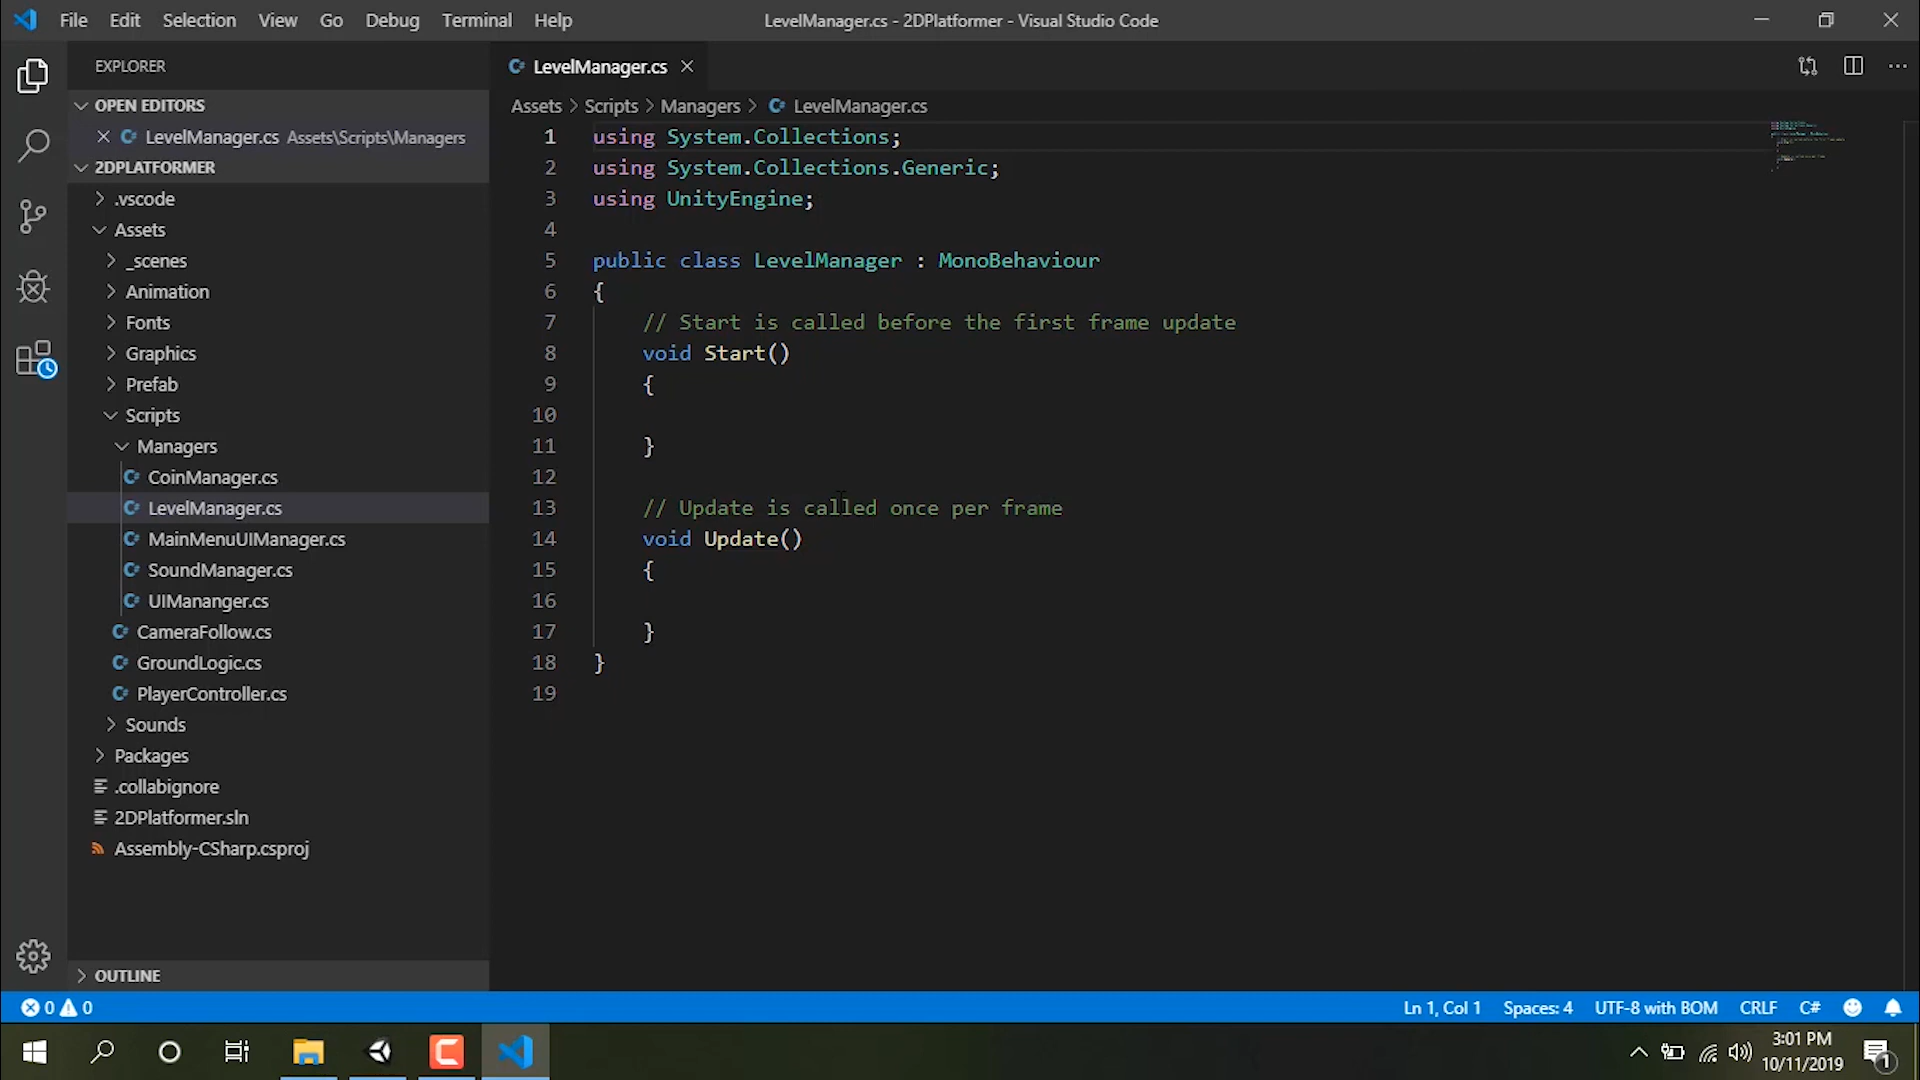 File Edit Selection View Go Debug Terminal Help
LevelManager.cs - 2DPlatformer - Visual Studio Code
EXPLORER
OPEN EDITORS
LevelManager.cs Assets\Scripts\Managers
2DPLATFORMER
.vscode
Assets
_scenes
Animation
Fonts
Graphics
Prefab
Scripts
Managers
CoinManager.cs
LevelManager.cs
MainMenuUIManager.cs
SoundManager.cs
UIMananger.cs
CameraFollow.cs
GroundLogic.cs
PlayerController.cs
Sounds
Packages
.collabignore
2DPlatformer.sln
Assembly-CSharp.csproj
OUTLINE
LevelManager.cs
Assets > Scripts > Managers > LevelManager.cs
1 using System.Collections;
2 using System.Collections.Generic;
3 using UnityEngine;
4
5 public class LevelManager : MonoBehaviour
6 {
7 // Start is called before the first frame update
8 void Start()
9 {
10
11 }
12
13 // Update is called once per frame
14 void Update()
15 {
16
17 }
18 }
19
0 0
Ln 1, Col 1 Spaces: 4 UTF-8 with BOM CRLF C#
3:01 PM
10/11/2019
1